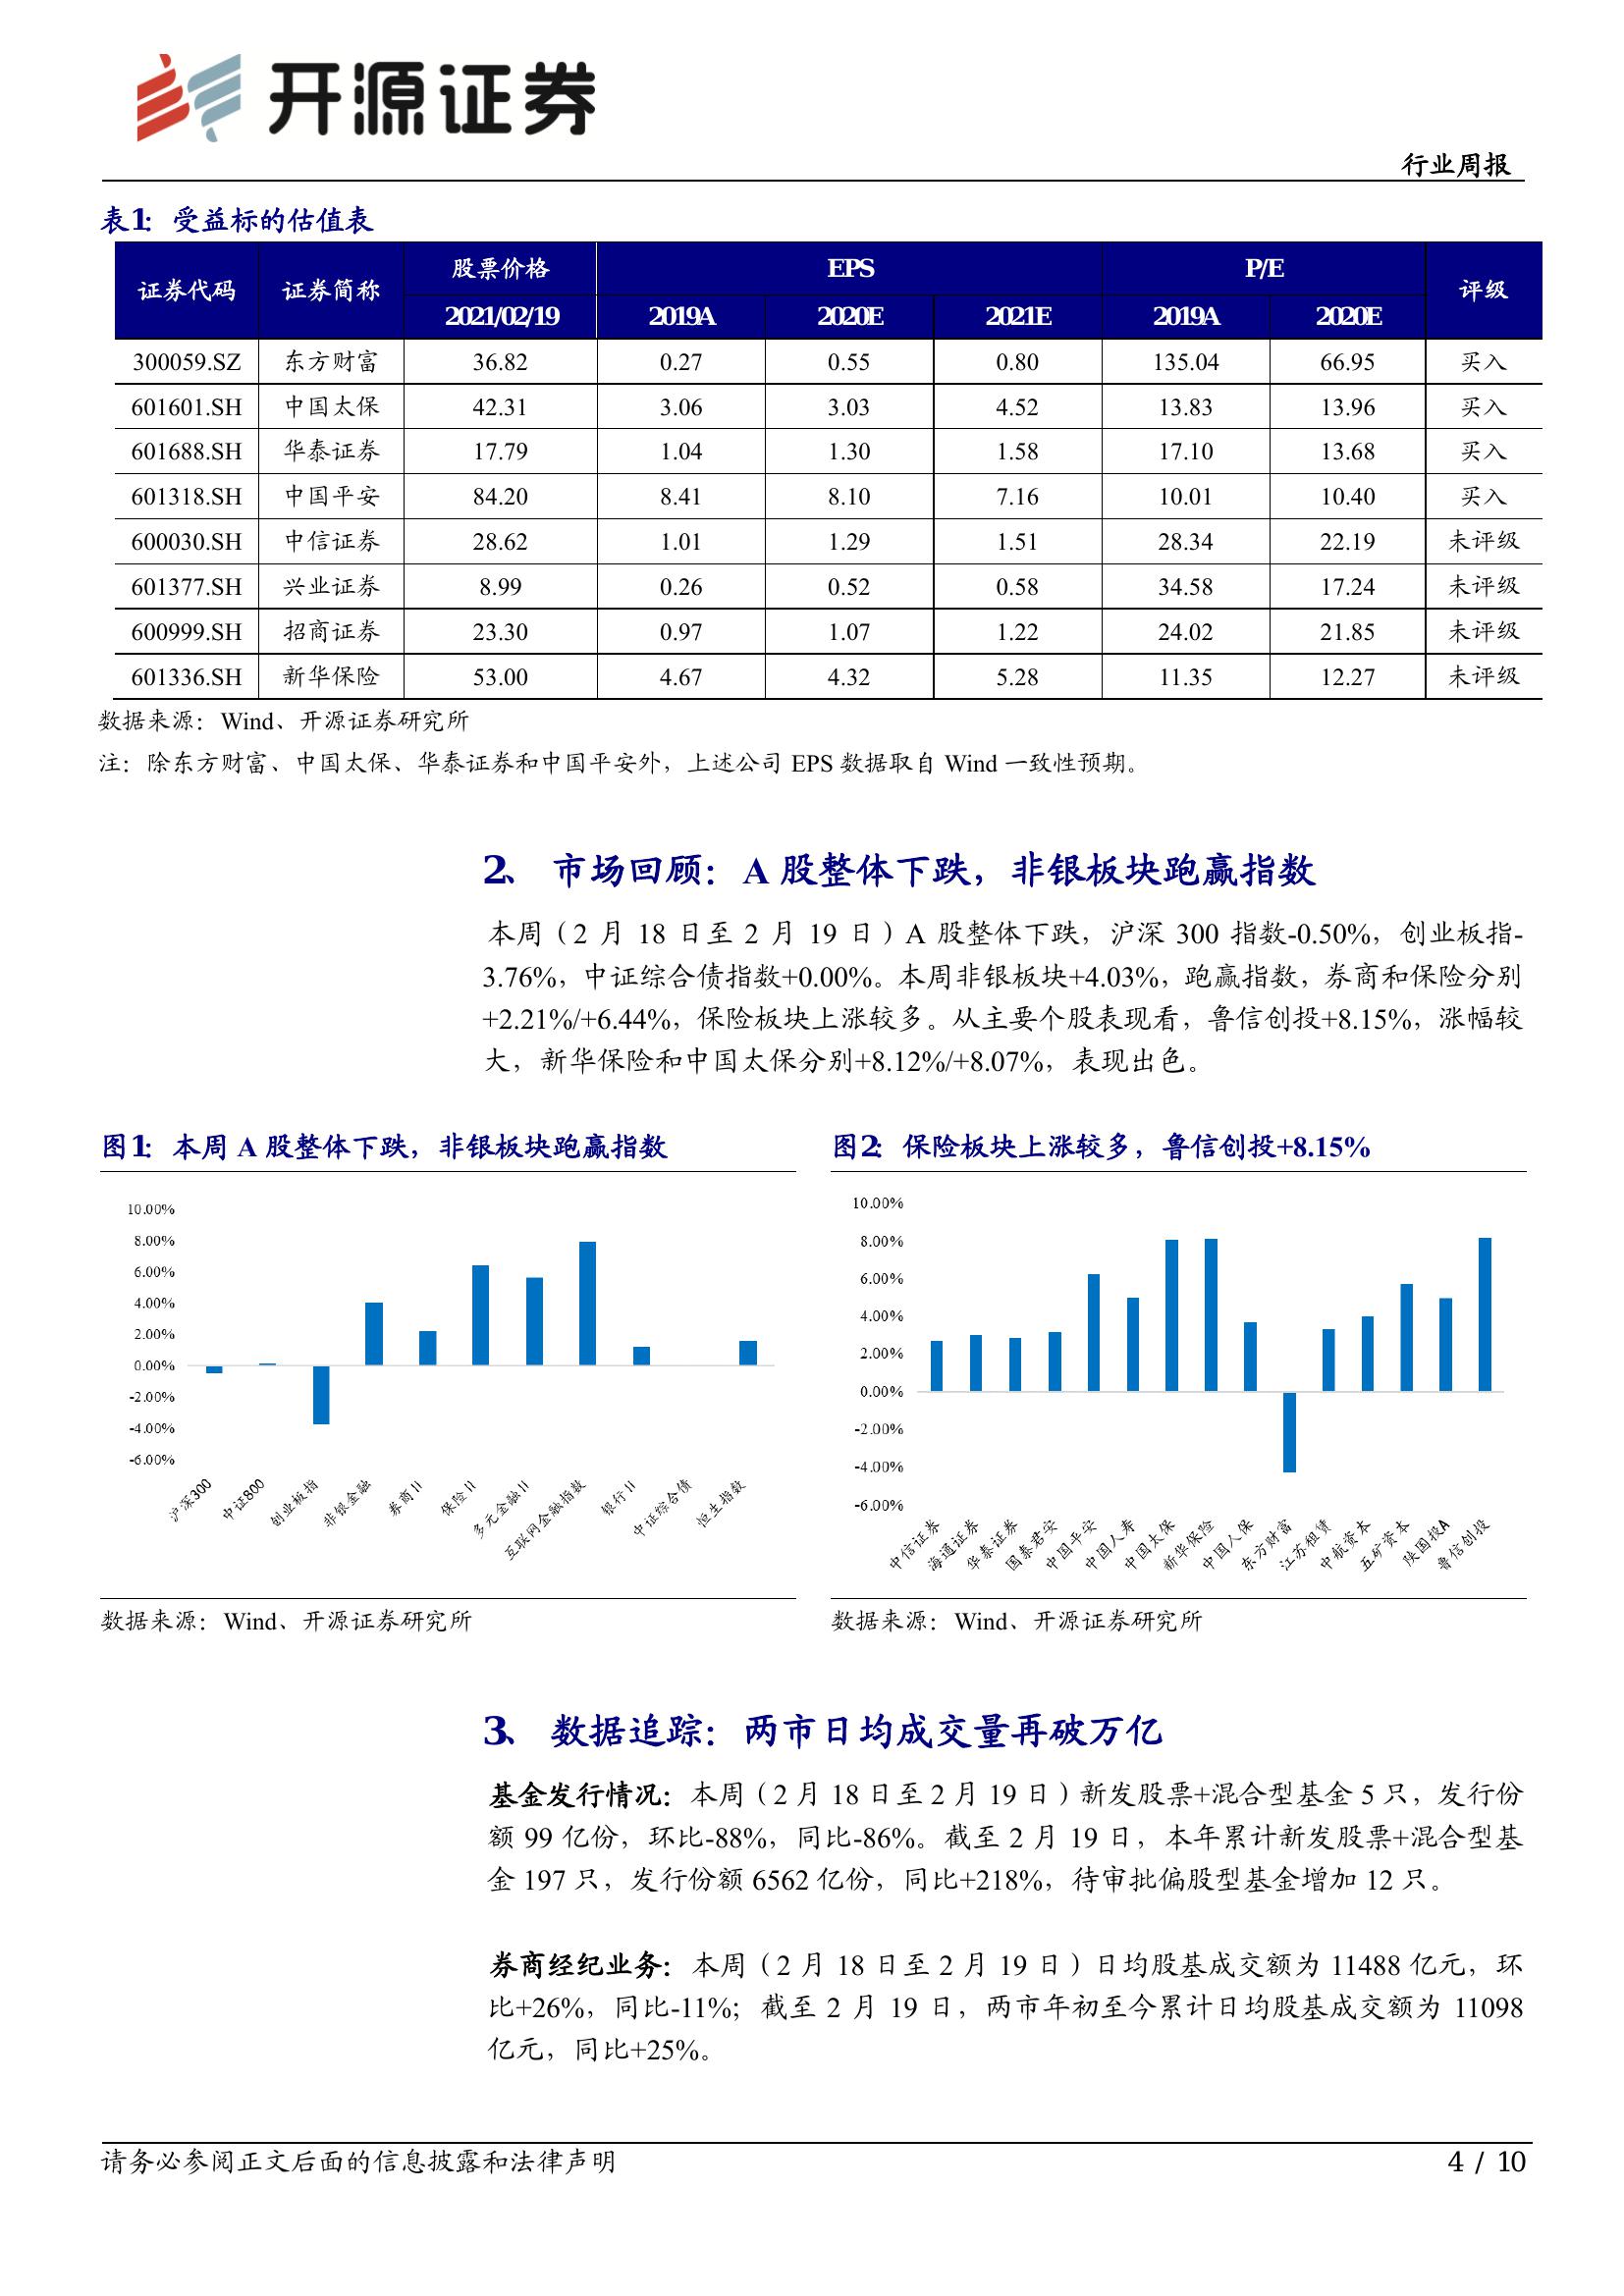 开源证券
行业周报
表1：受益标的估值表
证券代码 证券简称 股票价格 EPS P/E 评级
2021/02/19 2019A 2020E 2021E 2019A 2020E
300059.SZ 东方财富 36.82 0.27 0.55 0.80 135.04 66.95 买入
601601.SH 中国太保 42.31 3.06 3.03 4.52 13.83 13.96 买入
601688.SH 华泰证券 17.79 1.04 1.30 1.58 17.10 13.68 买入
601318.SH 中国平安 84.20 8.41 8.10 7.16 10.01 10.40 买入
600030.SH 中信证券 28.62 1.01 1.29 1.51 28.34 22.19 未评级
601377.SH 兴业证券 8.99 0.26 0.52 0.58 34.58 17.24 未评级
600999.SH 招商证券 23.30 0.97 1.07 1.22 24.02 21.85 未评级
601336.SH 新华保险 53.00 4.67 4.32 5.28 11.35 12.27 未评级
数据来源：Wind、开源证券研究所
注：除东方财富、中国太保、华泰证券和中国平安外，上述公司 EPS 数据取自 Wind 一致性预期。
2、 市场回顾：A 股整体下跌，非银板块跑赢指数
本周（2 月 18 日至 2 月 19 日）A 股整体下跌，沪深 300 指数-0.50%，创业板指-
3.76%，中证综合债指数+0.00%。本周非银板块+4.03%，跑赢指数，券商和保险分别
+2.21%/+6.44%，保险板块上涨较多。从主要个股表现看，鲁信创投+8.15%，涨幅较
大，新华保险和中国太保分别+8.12%/+8.07%，表现出色。
图1：本周 A 股整体下跌，非银板块跑赢指数
10.00%
8.00%
6.00%
4.00%
2.00%
0.00%
-2.00%
-4.00%
-6.00%
沪深300 中证800 创业板指 非银金融 券商II 保险II 多元金融II 互联网金融指数 银行II 中证综合债 恒生指数
数据来源：Wind、开源证券研究所
图2：保险板块上涨较多，鲁信创投+8.15%
10.00%
8.00%
6.00%
4.00%
2.00%
0.00%
-2.00%
-4.00%
-6.00%
中信证券 海通证券 华泰证券 国泰君安 中国平安 中国人寿 中国太保 新华保险 中国人保 东方财富 江苏租赁 中航资本 五矿资本 陕国投A 鲁信创投
数据来源：Wind、开源证券研究所
3、 数据追踪：两市日均成交量再破万亿
基金发行情况：本周（2 月 18 日至 2 月 19 日）新发股票+混合型基金 5 只，发行份
额 99 亿份，环比-88%，同比-86%。截至 2 月 19 日，本年累计新发股票+混合型基
金 197 只，发行份额 6562 亿份，同比+218%，待审批偏股型基金增加 12 只。
券商经纪业务：本周（2 月 18 日至 2 月 19 日）日均股基成交额为 11488 亿元，环
比+26%，同比-11%；截至 2 月 19 日，两市年初至今累计日均股基成交额为 11098
亿元，同比+25%。
请务必参阅正文后面的信息披露和法律声明
4 / 10